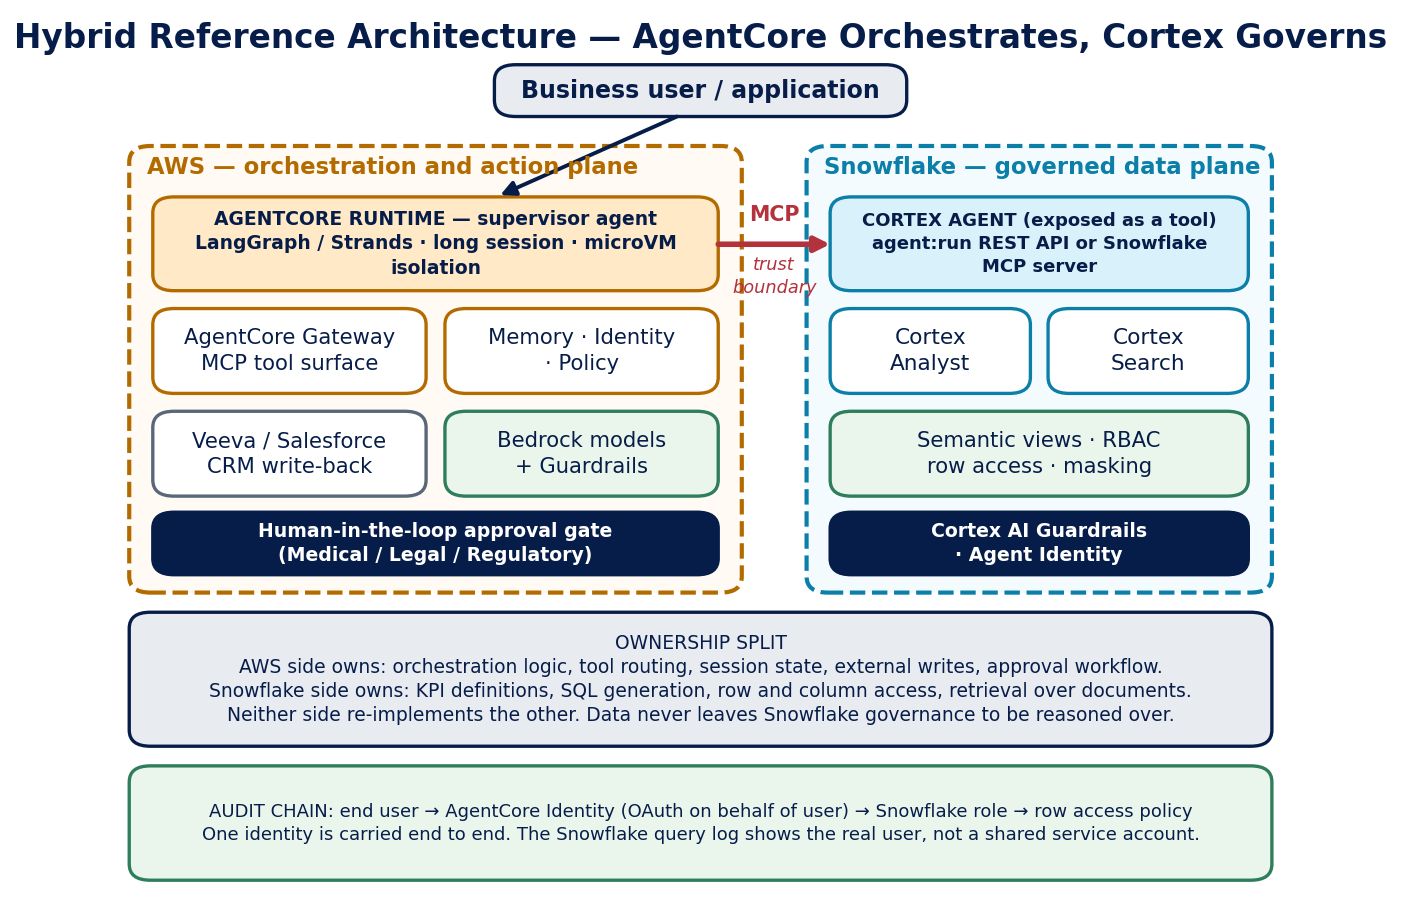 Hybrid Reference Architecture — AgentCore Orchestrates, Cortex Governs
Business user / application
AWS — orchestration and action plane
AGENTCORE RUNTIME — supervisor agent
LangGraph / Strands · long session · microVM
isolation
AgentCore Gateway
MCP tool surface
Memory · Identity
· Policy
Veeva / Salesforce
CRM write-back
Bedrock models
+ Guardrails
Human-in-the-loop approval gate
(Medical / Legal / Regulatory)
MCP
trust
boundary
Snowflake — governed data plane
CORTEX AGENT (exposed as a tool)
agent:run REST API or Snowflake
MCP server
Cortex
Analyst
Cortex
Search
Semantic views · RBAC
row access · masking
Cortex AI Guardrails
· Agent Identity
OWNERSHIP SPLIT
AWS side owns: orchestration logic, tool routing, session state, external writes, approval workflow.
Snowflake side owns: KPI definitions, SQL generation, row and column access, retrieval over documents.
Neither side re-implements the other. Data never leaves Snowflake governance to be reasoned over.
AUDIT CHAIN: end user → AgentCore Identity (OAuth on behalf of user) → Snowflake role → row access policy
One identity is carried end to end. The Snowflake query log shows the real user, not a shared service account.